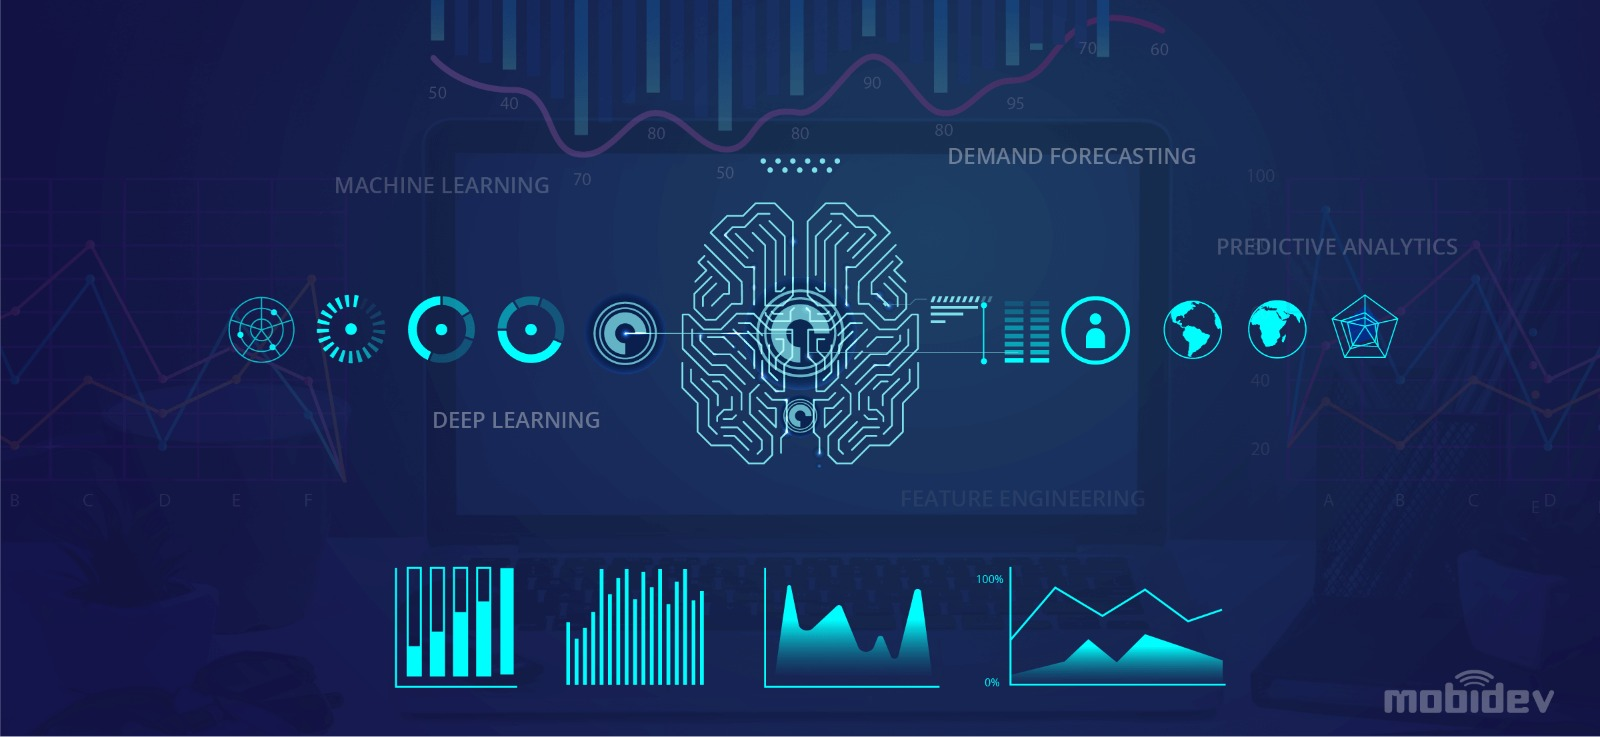 70
60
50
40
90
95
80
80
80
DEMAND FORECASTING
MACHINE LEARNING
70
50
100
PREDICTIVE ANALYTICS
40
DEEP LEARNING
20
B
C
D
E
F
FEATURE ENGINEERING
A
B
C
E
D
100%
0%
mobidev